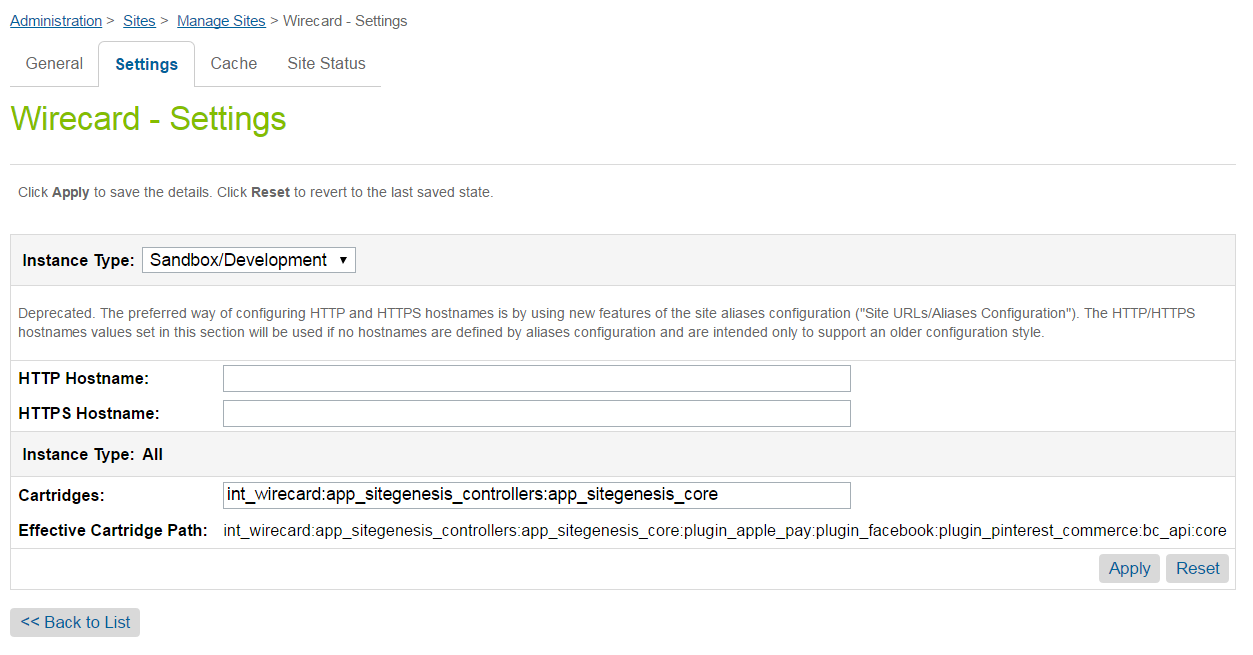 Administration > Sites > Manage Sites > Wirecard - Settings
General Settings Cache Site Status
Wirecard - Settings
Click Apply to save the details. Click Reset to revert to the last saved state.
Instance Type: Sandbox/Development
Deprecated. The preferred way of configuring HTTP and HTTPS hostnames is by using new features of the site aliases configuration ("Site URLs/Aliases Configuration"). The HTTP/HTTPS
hostnames values set in this section will be used if no hostnames are defined by aliases configuration and are intended only to support an older configuration style.
HTTP Hostname:
HTTPS Hostname:
Instance Type: All
Cartridges: int_wirecard:app_sitegenesis_controllers:app_sitegenesis_core
Effective Cartridge Path: int_wirecard:app_sitegenesis_controllers:app_sitegenesis_core:plugin_apple_pay:plugin_facebook:plugin_pinterest_commerce:bc_api:core
Apply Reset
<< Back to List